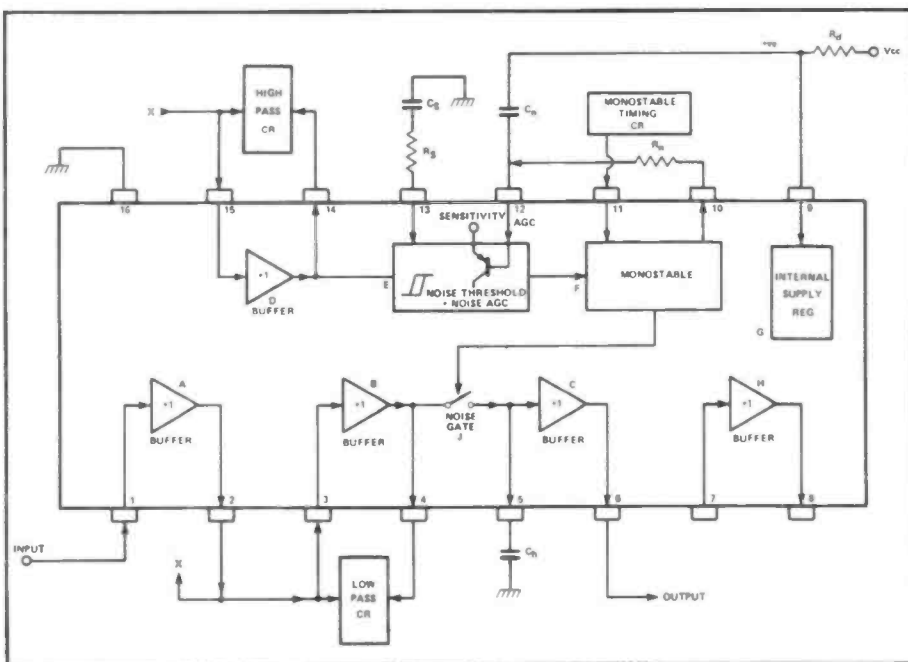 +ve
Rd
Vcc
HIGH
PASS
CR
X
CS
RS
Cn
MONOSTABLE
TIMING
CR
Rn
16
15
14
13
12
11
10
9
SENSITIVITY
AGC
+1
D
BUFFER
E
NOISE THRESHOLD
+ NOISE AGC
F
MONOSTABLE
INTERNAL
SUPPLY
REG
G
A
+1
BUFFER
B
+1
BUFFER
NOISE
GATE
J
C
+1
BUFFER
H
+1
BUFFER
1
2
3
4
5
6
7
8
INPUT
X
LOW
PASS
CR
Ch
OUTPUT